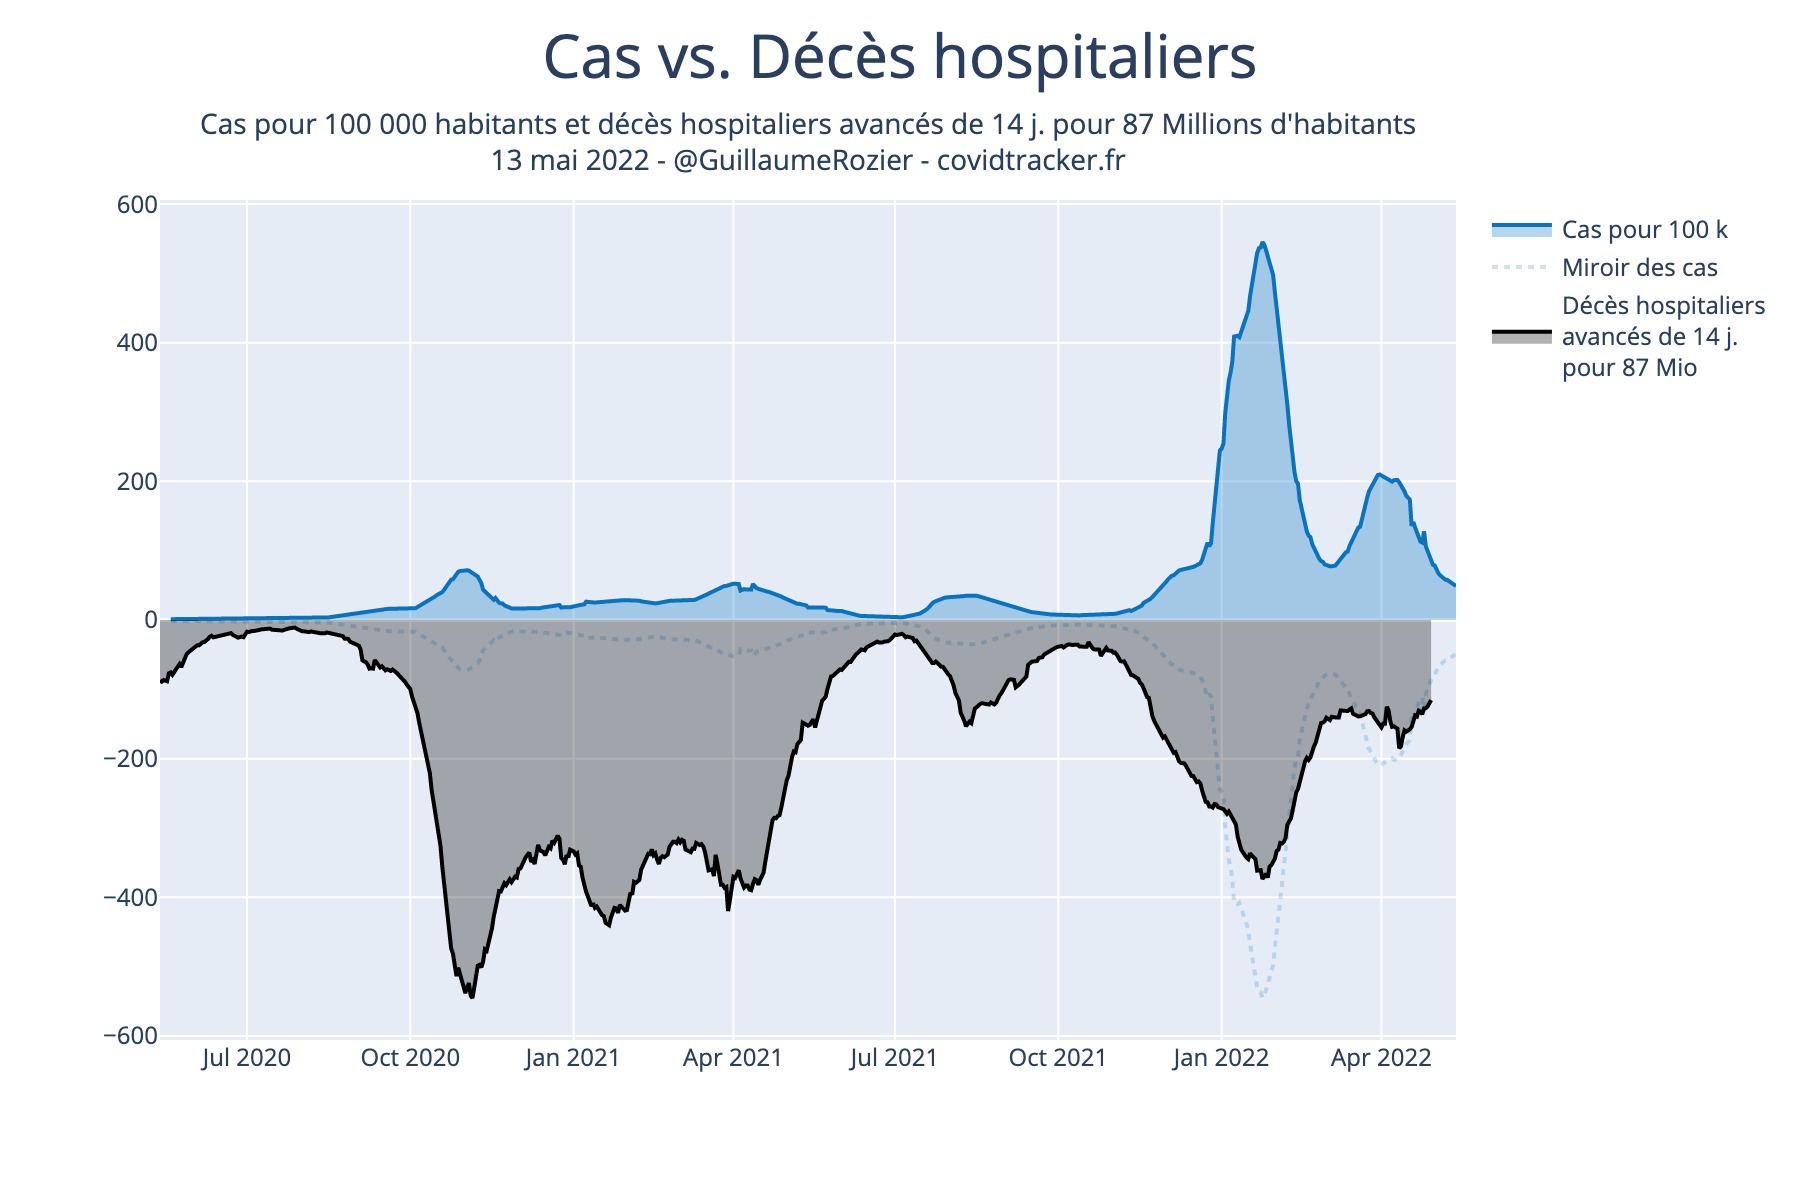 Cas vs. Décès hospitaliers
Cas pour 100 000 habitants et décès hospitaliers avancés de 14 j. pour 87 Millions d'habitants
13 mai 2022 - @GuillaumeRozier - covidtracker.fr
600
400
200
0
−200
−400
−600
Jul 2020
Oct 2020
Jan 2021
Apr 2021
Jul 2021
Oct 2021
Jan 2022
Apr 2022
Cas pour 100 k
Miroir des cas
Décès hospitaliers
avancés de 14 j.
pour 87 Mio